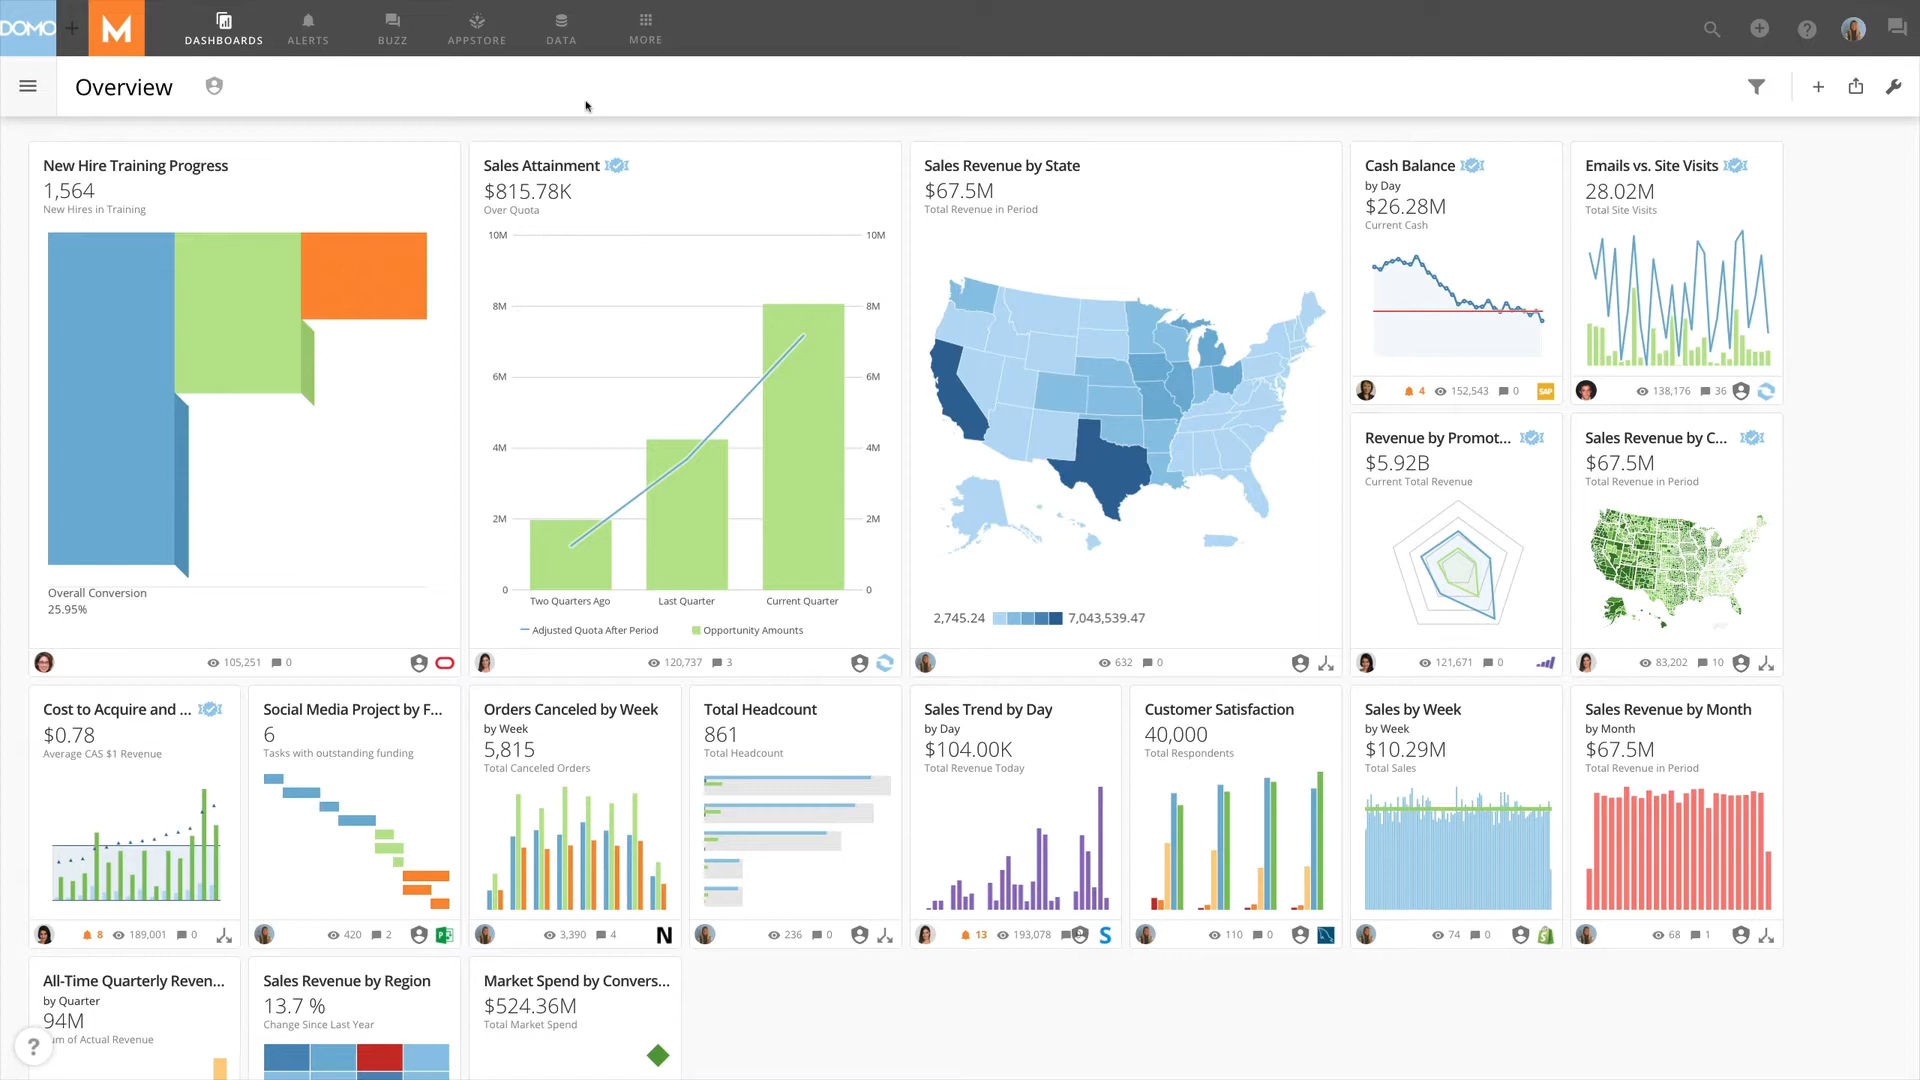 DOMO
DASHBOARDS
ALERTS
BUZZ
APPSTORE
DATA
MORE
Overview
New Hire Training Progress
1,564
New Hires in Training
Overall Conversion
25.95%
105,251
0
Sales Attainment
$815.78K
Over Quota
10M
10M
8M
8M
6M
6M
4M
4M
2M
2M
0
0
Two Quarters Ago
Last Quarter
Current Quarter
Adjusted Quota After Period
Opportunity Amounts
120,737
3
Sales Revenue by State
$67.5M
Total Revenue in Period
2,745.24
7,043,539.47
632
0
Cash Balance
by Day
$26.28M
Current Cash
4
152,543
0
SAP
Emails vs. Site Visits
28.02M
Total Site Visits
138,176
36
Revenue by Promot...
$5.92B
Current Total Revenue
121,671
0
Sales Revenue by C...
$67.5M
Total Revenue in Period
83,202
10
Cost to Acquire and ...
$0.78
Average CAS $1 Revenue
8
189,001
0
Social Media Project by F...
6
Tasks with outstanding funding
420
2
Orders Canceled by Week
by Week
5,815
Total Canceled Orders
3,390
4
N
Total Headcount
861
Total Headcount
236
0
Sales Trend by Day
by Day
$104.00K
Total Revenue Today
13
193,078
S
Customer Satisfaction
40,000
Total Respondents
110
0
Sales by Week
by Week
$10.29M
Total Sales
74
0
Sales Revenue by Month
by Month
$67.5M
Total Revenue in Period
68
1
All-Time Quarterly Reven...
by Quarter
94M
um of Actual Revenue
?
Sales Revenue by Region
13.7 %
Change Since Last Year
Market Spend by Convers...
$524.36M
Total Market Spend